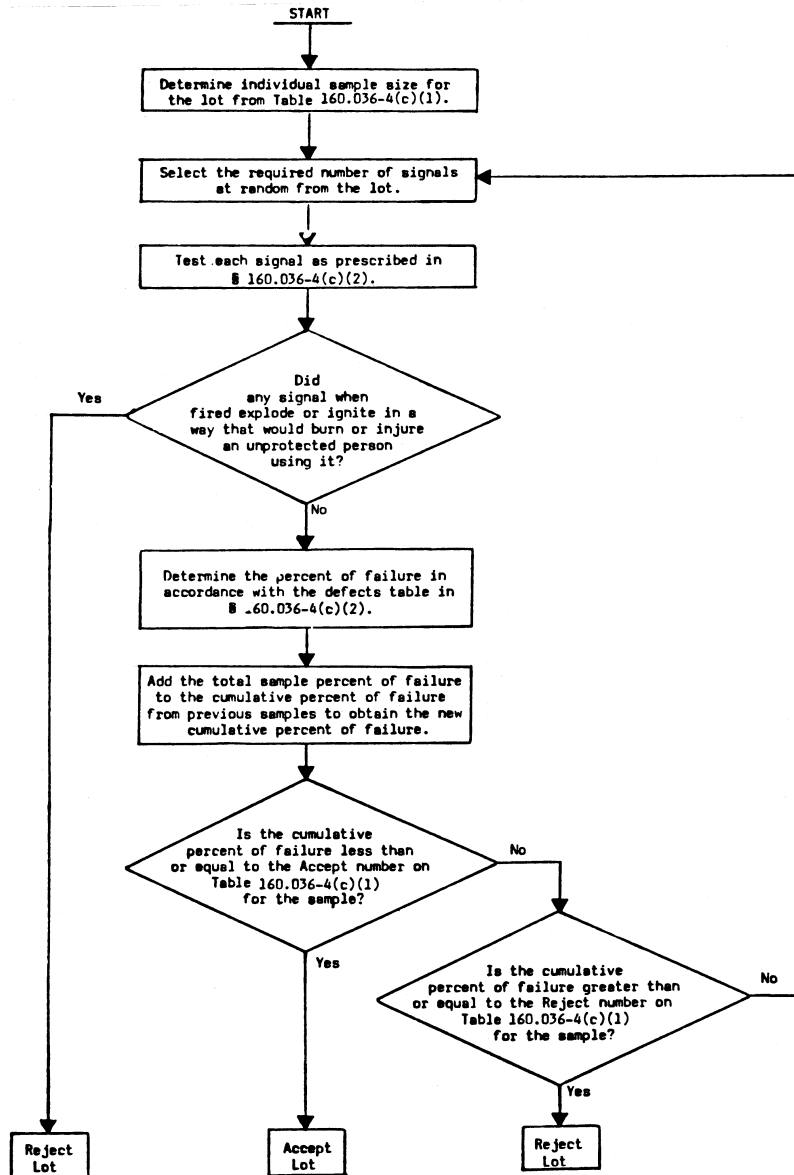 START
Determine individual sample size for
the lot from Table 160.036-4(c)(1).
Select the required number of signals
at random from the lot.
Test each signal as prescribed in
§ 160.036-4(c)(2).
Did
any signal when
fired explode or ignite in a
way that would burn or injure
an unprotected person
using it?
Yes
No
Determine the percent of failure in
accordance with the defects table in
§ .60.036-4(c)(2).
Add the total sample percent of failure
to the cumulative percent of failure
from previous samples to obtain the new
cumulative percent of failure.
Is the cumulative
percent of failure less than
or equal to the Accept number on
Table 160.036-4(c)(1)
for the sample?
No
Yes
Is the cumulative
percent of failure greater than
or equal to the Reject number on
Table 160.036-4(c)(1)
for the sample?
No
Yes
Reject
Lot
Accept
Lot
Reject
Lot